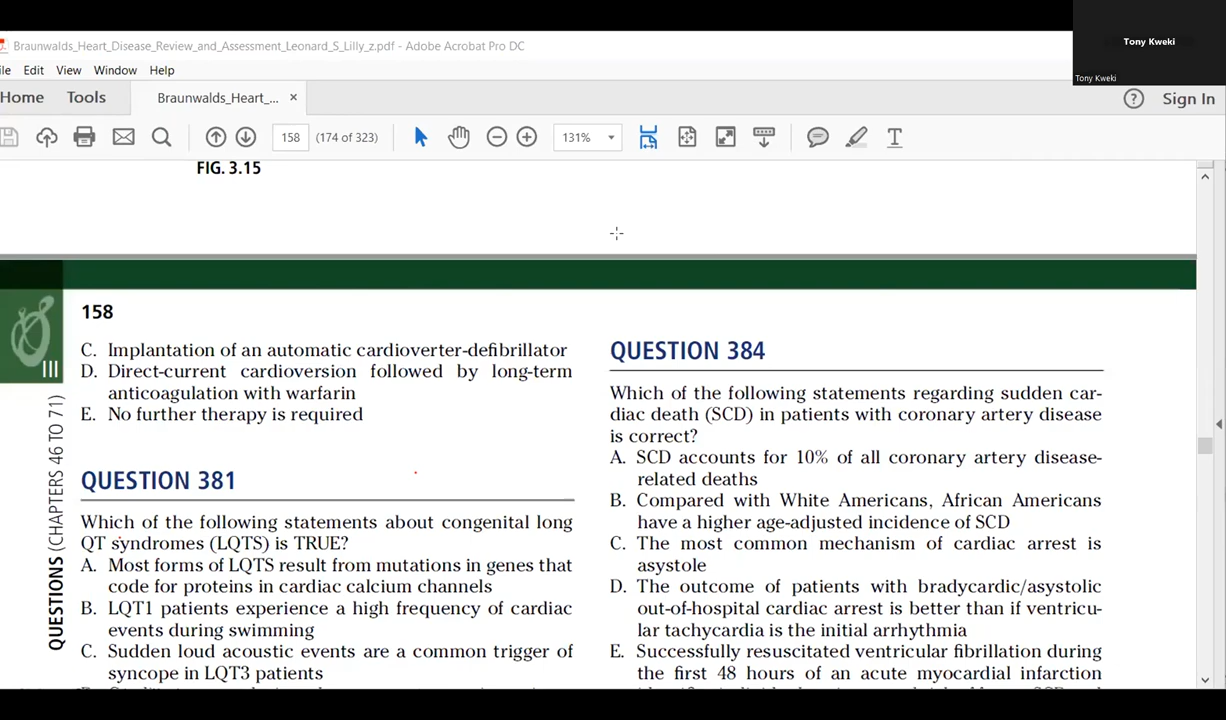 Braunwalds_Heart_Disease_Review_and_Assessment_Leonard_S_Lilly_z.pdf - Adobe Acrobat Pro DC
Tony Kweki
Tony Kweki
ile Edit View Window Help
Home Tools Braunwalds_Heart_... × ? Sign In
158 (174 of 323) 131%
FIG. 3.15
158
III
QUESTIONS (CHAPTERS 46 TO 71)
C. Implantation of an automatic cardioverter-defibrillator
D. Direct-current cardioversion followed by long-term
anticoagulation with warfarin
E. No further therapy is required
QUESTION 381
Which of the following statements about congenital long
QT syndromes (LQTS) is TRUE?
A. Most forms of LQTS result from mutations in genes that
code for proteins in cardiac calcium channels
B. LQT1 patients experience a high frequency of cardiac
events during swimming
C. Sudden loud acoustic events are a common trigger of
syncope in LQT3 patients
QUESTION 384
Which of the following statements regarding sudden car-
diac death (SCD) in patients with coronary artery disease
is correct?
A. SCD accounts for 10% of all coronary artery disease-
related deaths
B. Compared with White Americans, African Americans
have a higher age-adjusted incidence of SCD
C. The most common mechanism of cardiac arrest is
asystole
D. The outcome of patients with bradycardic/asystolic
out-of-hospital cardiac arrest is better than if ventricu-
lar tachycardia is the initial arrhythmia
E. Successfully resuscitated ventricular fibrillation during
the first 48 hours of an acute myocardial infarction